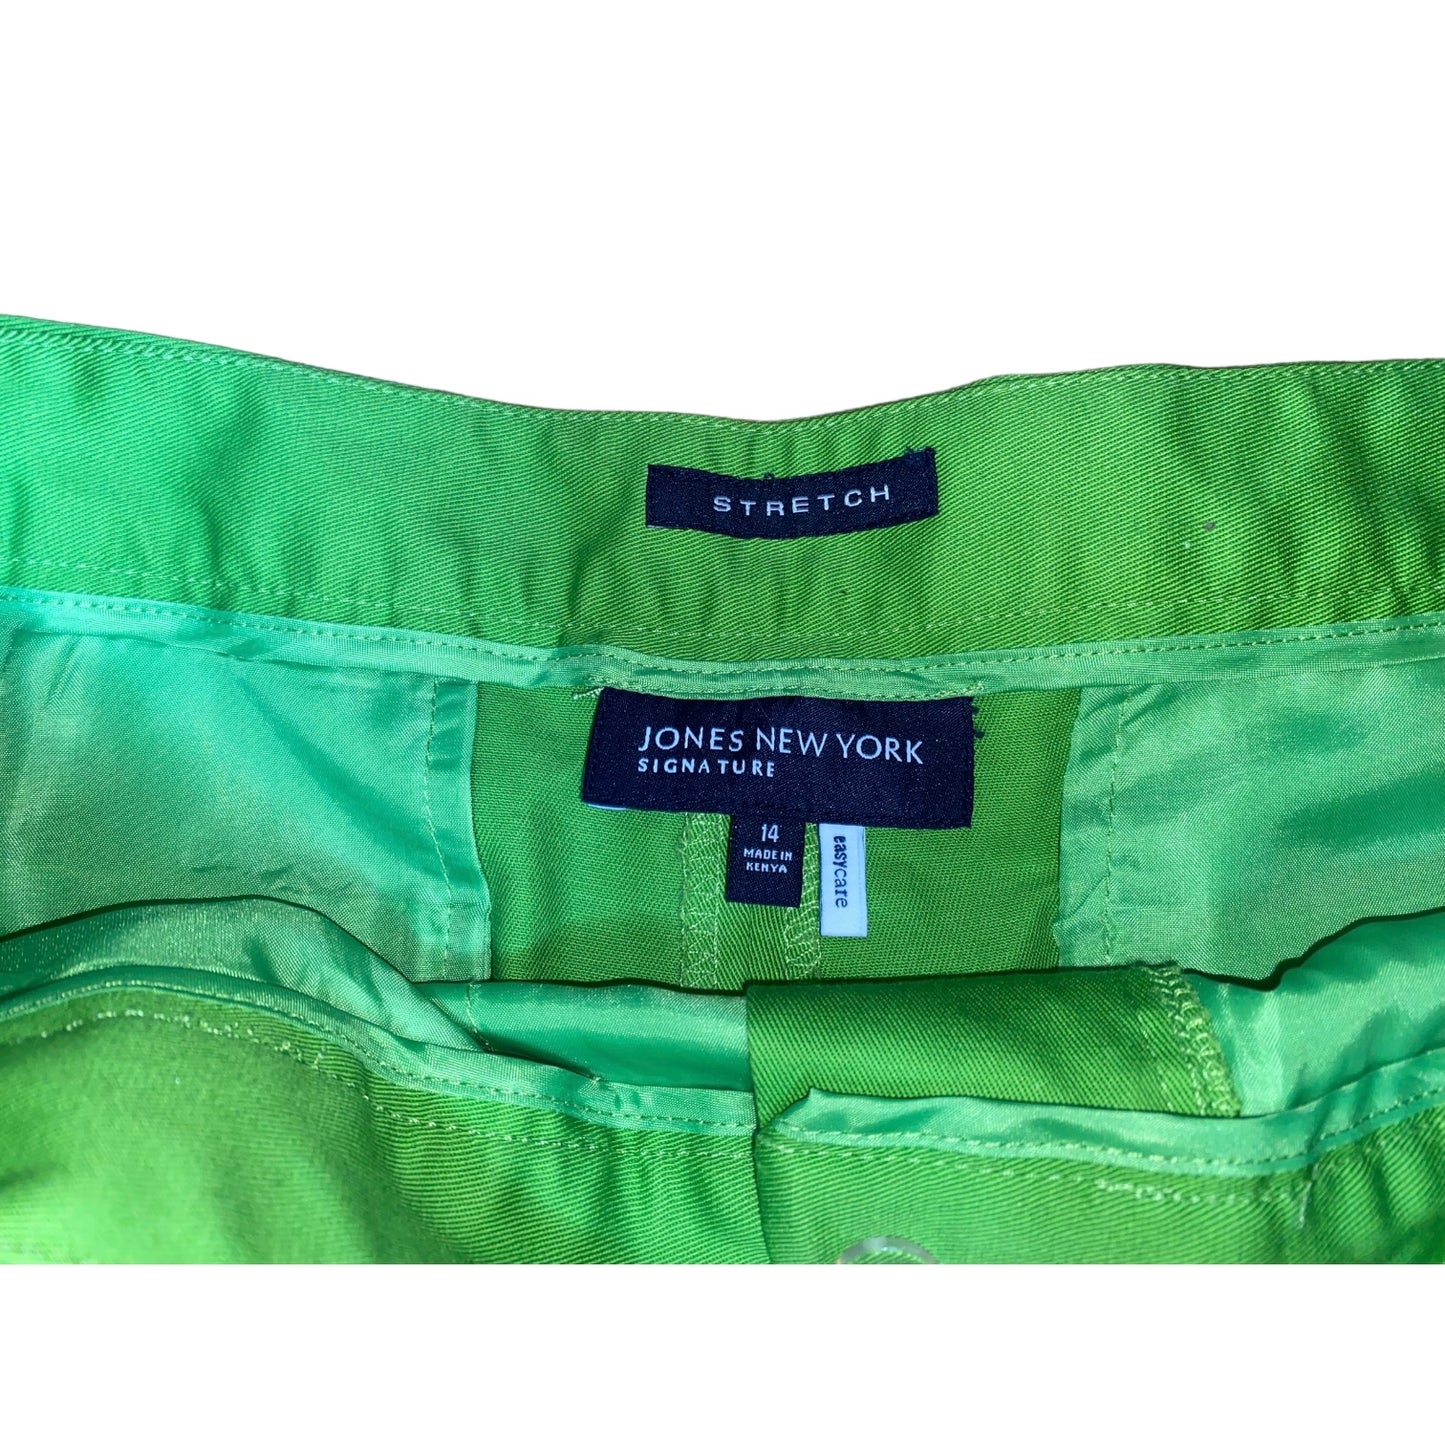 STRETCH
JONES NEW YORK
SIGNATURE
14
MADE IN
KENYA
easycare